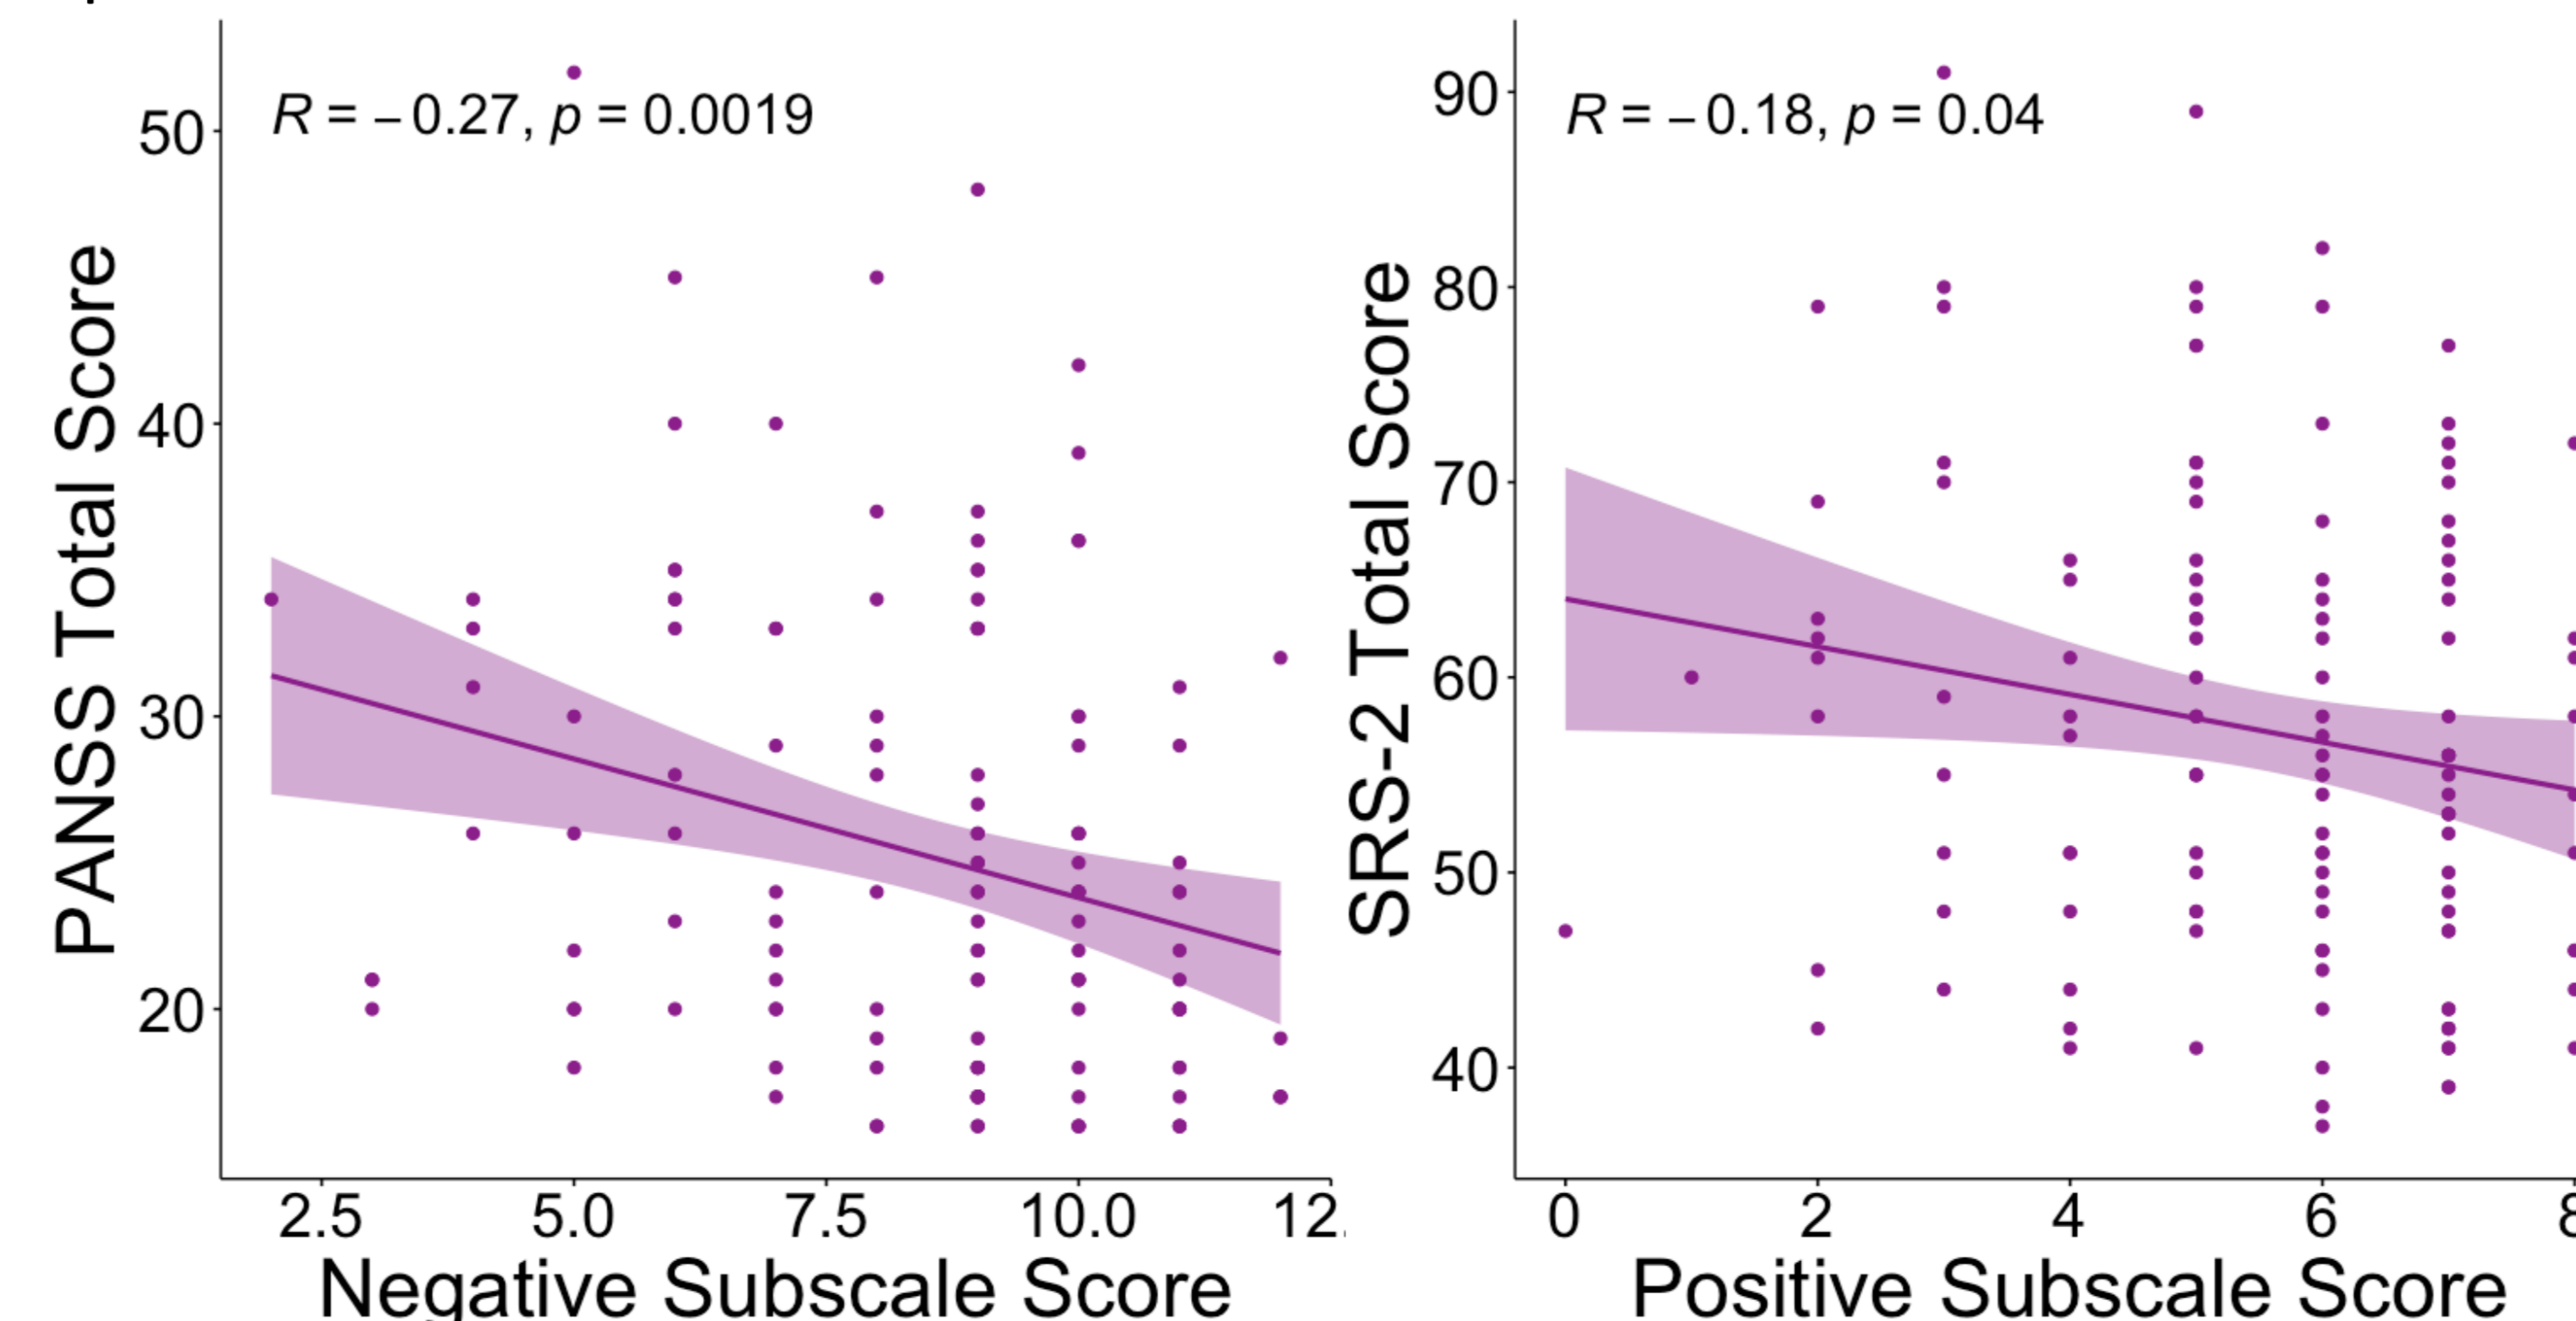 R = −0.27, p = 0.0019
50
40
30
20
PANSS Total Score
2.5 5.0 7.5 10.0 12.
Negative Subscale Score
R = −0.18, p = 0.04
90
80
70
60
50
40
SRS-2 Total Score
0 2 4 6 8
Positive Subscale Score